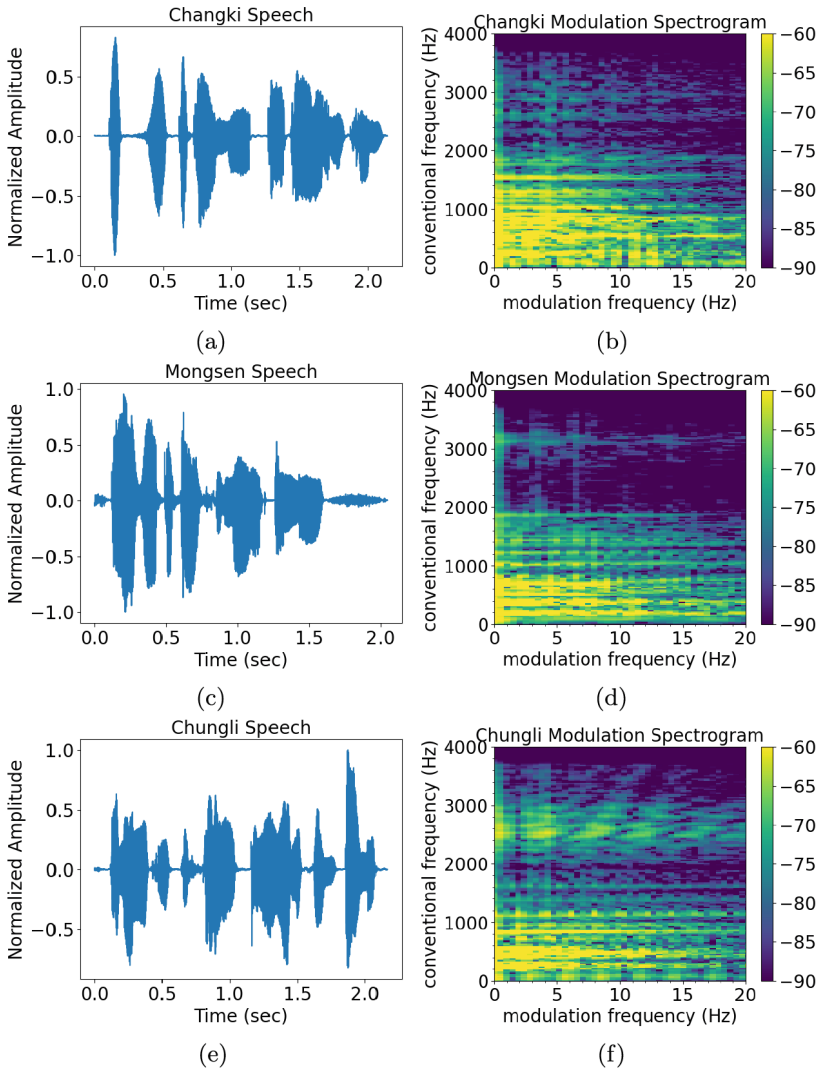 Changki Speech
Normalized Amplitude
0.5
0.0
−0.5
−1.0
0.0 0.5 1.0 1.5 2.0
Time (sec)
(a)
Changki Modulation Spectrogram
conventional frequency (Hz)
4000
3000
2000
1000
0
0 5 10 15 20
modulation frequency (Hz)
−60
−65
−70
−75
−80
−85
−90
(b)
Mongsen Speech
Normalized Amplitude
1.0
0.5
0.0
−0.5
−1.0
0.0 0.5 1.0 1.5 2.0
Time (sec)
(c)
Mongsen Modulation Spectrogram
conventional frequency (Hz)
4000
3000
2000
1000
0
0 5 10 15 20
modulation frequency (Hz)
−60
−65
−70
−75
−80
−85
−90
(d)
Chungli Speech
Normalized Amplitude
1.0
0.5
0.0
−0.5
0.0 0.5 1.0 1.5 2.0
Time (sec)
(e)
Chungli Modulation Spectrogram
conventional frequency (Hz)
4000
3000
2000
1000
0
0 5 10 15 20
modulation frequency (Hz)
−60
−65
−70
−75
−80
−85
−90
(f)